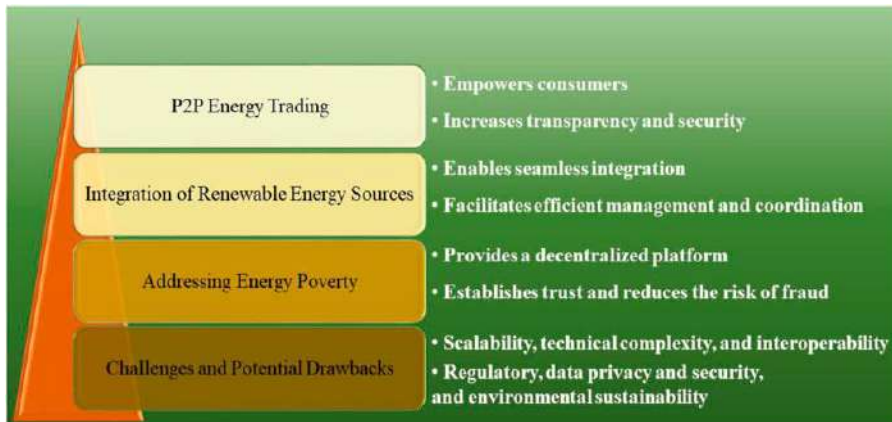 P2P Energy Trading
• Empowers consumers
• Increases transparency and security
Integration of Renewable Energy Sources
• Enables seamless integration
• Facilitates efficient management and coordination
Addressing Energy Poverty
• Provides a decentralized platform
• Establishes trust and reduces the risk of fraud
Challenges and Potential Drawbacks
• Scalability, technical complexity, and interoperability
• Regulatory, data privacy and security,
and environmental sustainability